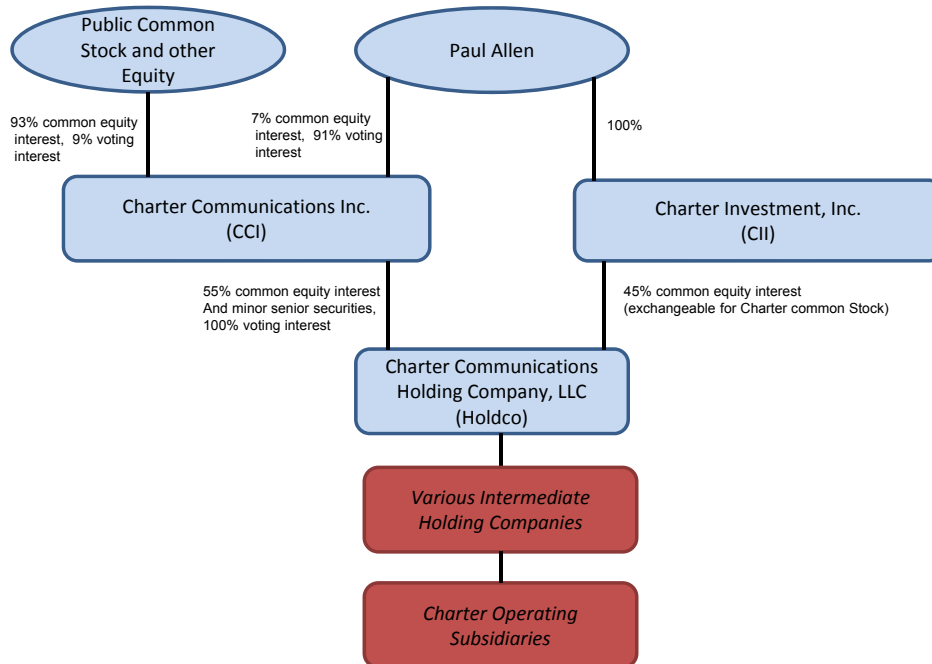 Public Common
Stock and other
Equity
Paul Allen
93% common equity
interest, 9% voting
interest
7% common equity
interest, 91% voting
interest
100%
Charter Communications Inc.
(CCI)
Charter Investment, Inc.
(CII)
55% common equity interest
And minor senior securities,
100% voting interest
45% common equity interest
(exchangeable for Charter common Stock)
Charter Communications
Holding Company, LLC
(Holdco)
Various Intermediate
Holding Companies
Charter Operating
Subsidiaries